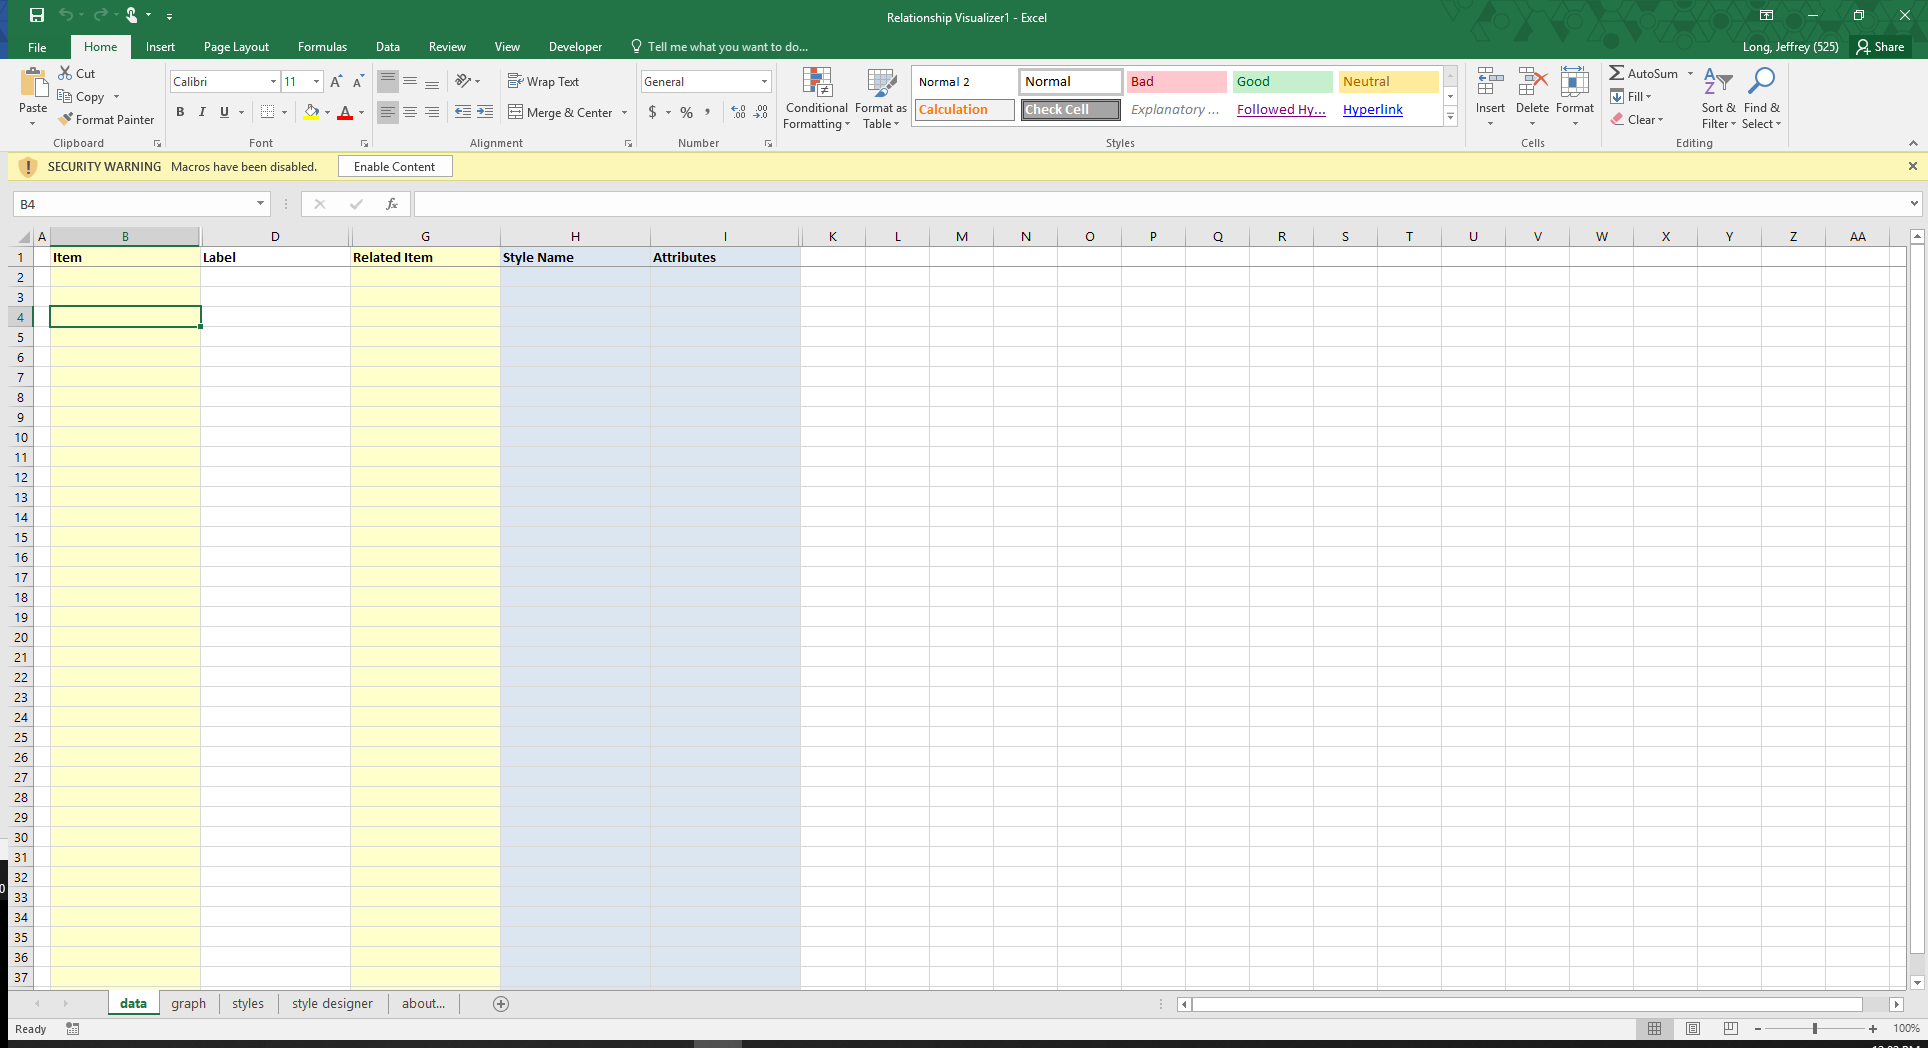 Relationship Visualizer1 - Excel
File Home Insert Page Layout Formulas Data Review View Developer Tell me what you want to do... Long, Jeffrey (525) Share
Paste Cut Copy Format Painter Clipboard
Calibri 11 A A B I U A Font
Wrap Text Merge & Center Alignment
General $ % , .00 .00 Number
Conditional Formatting Format as Table
Normal 2 Normal Bad Good Neutral
Calculation Check Cell Explanatory ... Followed Hy... Hyperlink
Styles
Insert Delete Format Cells
AutoSum Fill Clear Sort & Filter Find & Select Editing
SECURITY WARNING Macros have been disabled. Enable Content
B4 fx
A B D G H I K L M N O P Q R S T U V W X Y Z AA
1 Item Label Related Item Style Name Attributes
2
3
4
5
6
7
8
9
10
11
12
13
14
15
16
17
18
19
20
21
22
23
24
25
26
27
28
29
30
31
32
33
34
35
36
37
data graph styles style designer about...
Ready 100%